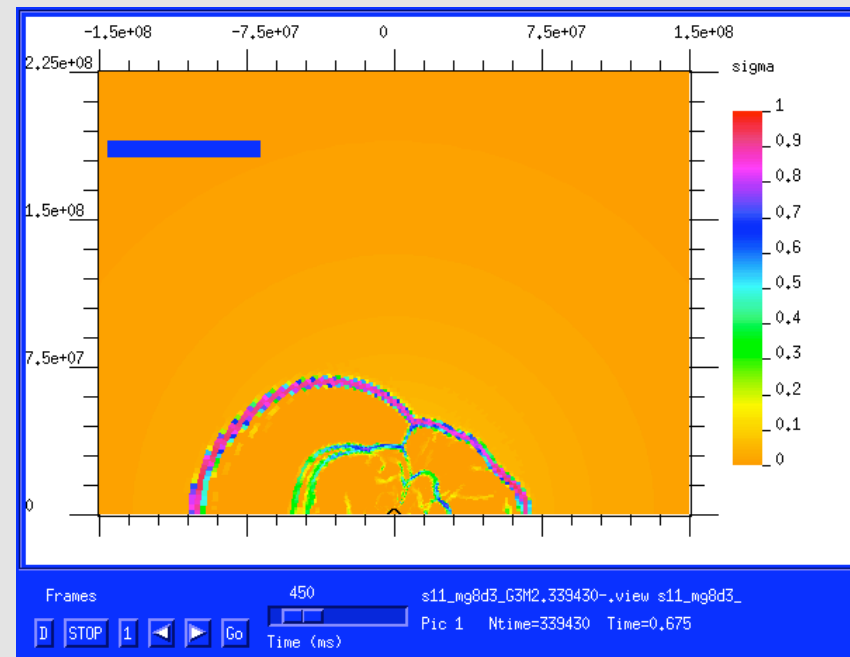 -1.5e+08 -7.5e+07 0 7.5e+07 1.5e+08
2.25e+08
sigma
1
0.9
0.8
1.5e+08
0.7
0.6
0.5
0.4
7.5e+07
0.3
0.2
0.1
0
0
Frames
450
s11_mg8d3_G3M2.339430-.view s11_mg8d3_
D STOP 1 Go
Pic 1 Ntime=339430 Time=0.675
Time (ms)